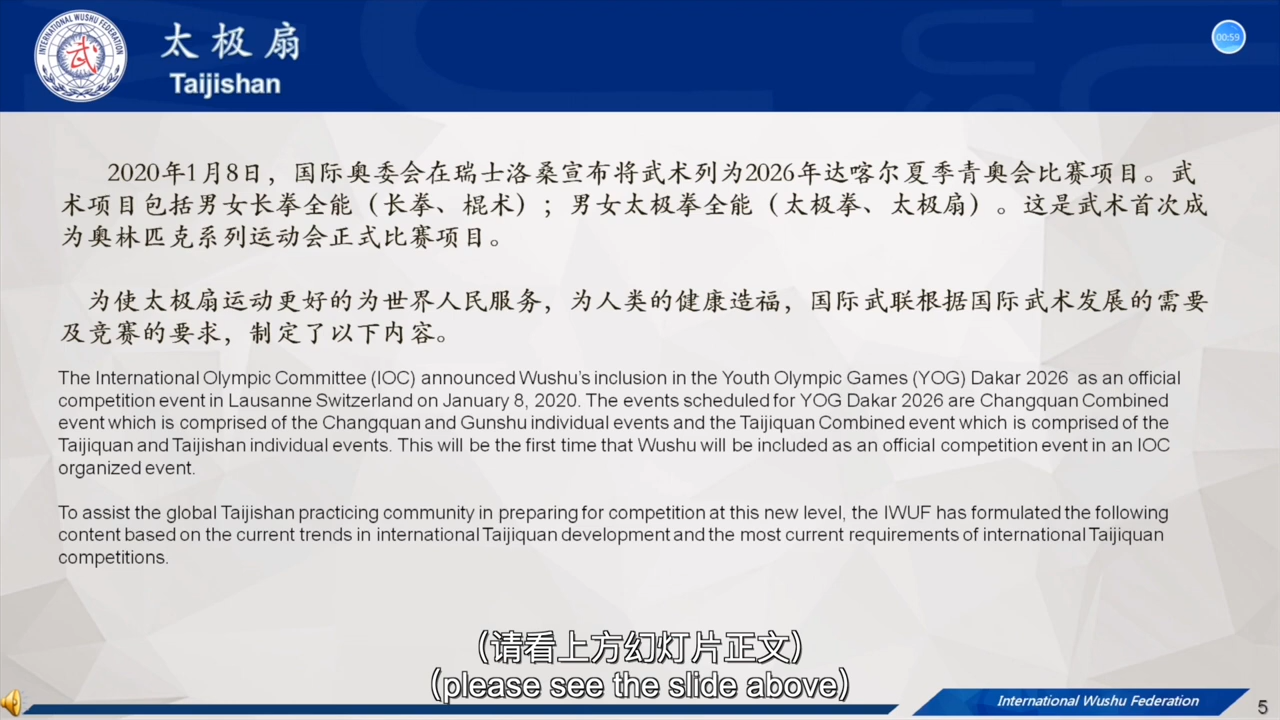 INTERNATIONAL WUSHU FEDERATION
武
太极扇
Taijishan
00:59
2020年1月8日，国际奥委会在瑞士洛桑宣布将武术列为2026年达喀尔夏季青奥会比赛项目。武
术项目包括男女长拳全能（长拳、棍术）；男女太极拳全能（太极拳、太极扇）。这是武术首次成
为奥林匹克系列运动会正式比赛项目。
为使太极扇运动更好的为世界人民服务，为人类的健康造福，国际武联根据国际武术发展的需要
及竞赛的要求，制定了以下内容。
The International Olympic Committee (IOC) announced Wushu's inclusion in the Youth Olympic Games (YOG) Dakar 2026 as an official
competition event in Lausanne Switzerland on January 8, 2020. The events scheduled for YOG Dakar 2026 are Changquan Combined
event which is comprised of the Changquan and Gunshu individual events and the Taijiquan Combined event which is comprised of the
Taijiquan and Taijishan individual events. This will be the first time that Wushu will be included as an official competition event in an IOC
organized event.
To assist the global Taijishan practicing community in preparing for competition at this new level, the IWUF has formulated the following
content based on the current trends in international Taijiquan development and the most current requirements of international Taijiquan
competitions.
（请看上方幻灯片正文）
(please see the slide above)
International Wushu Federation
5